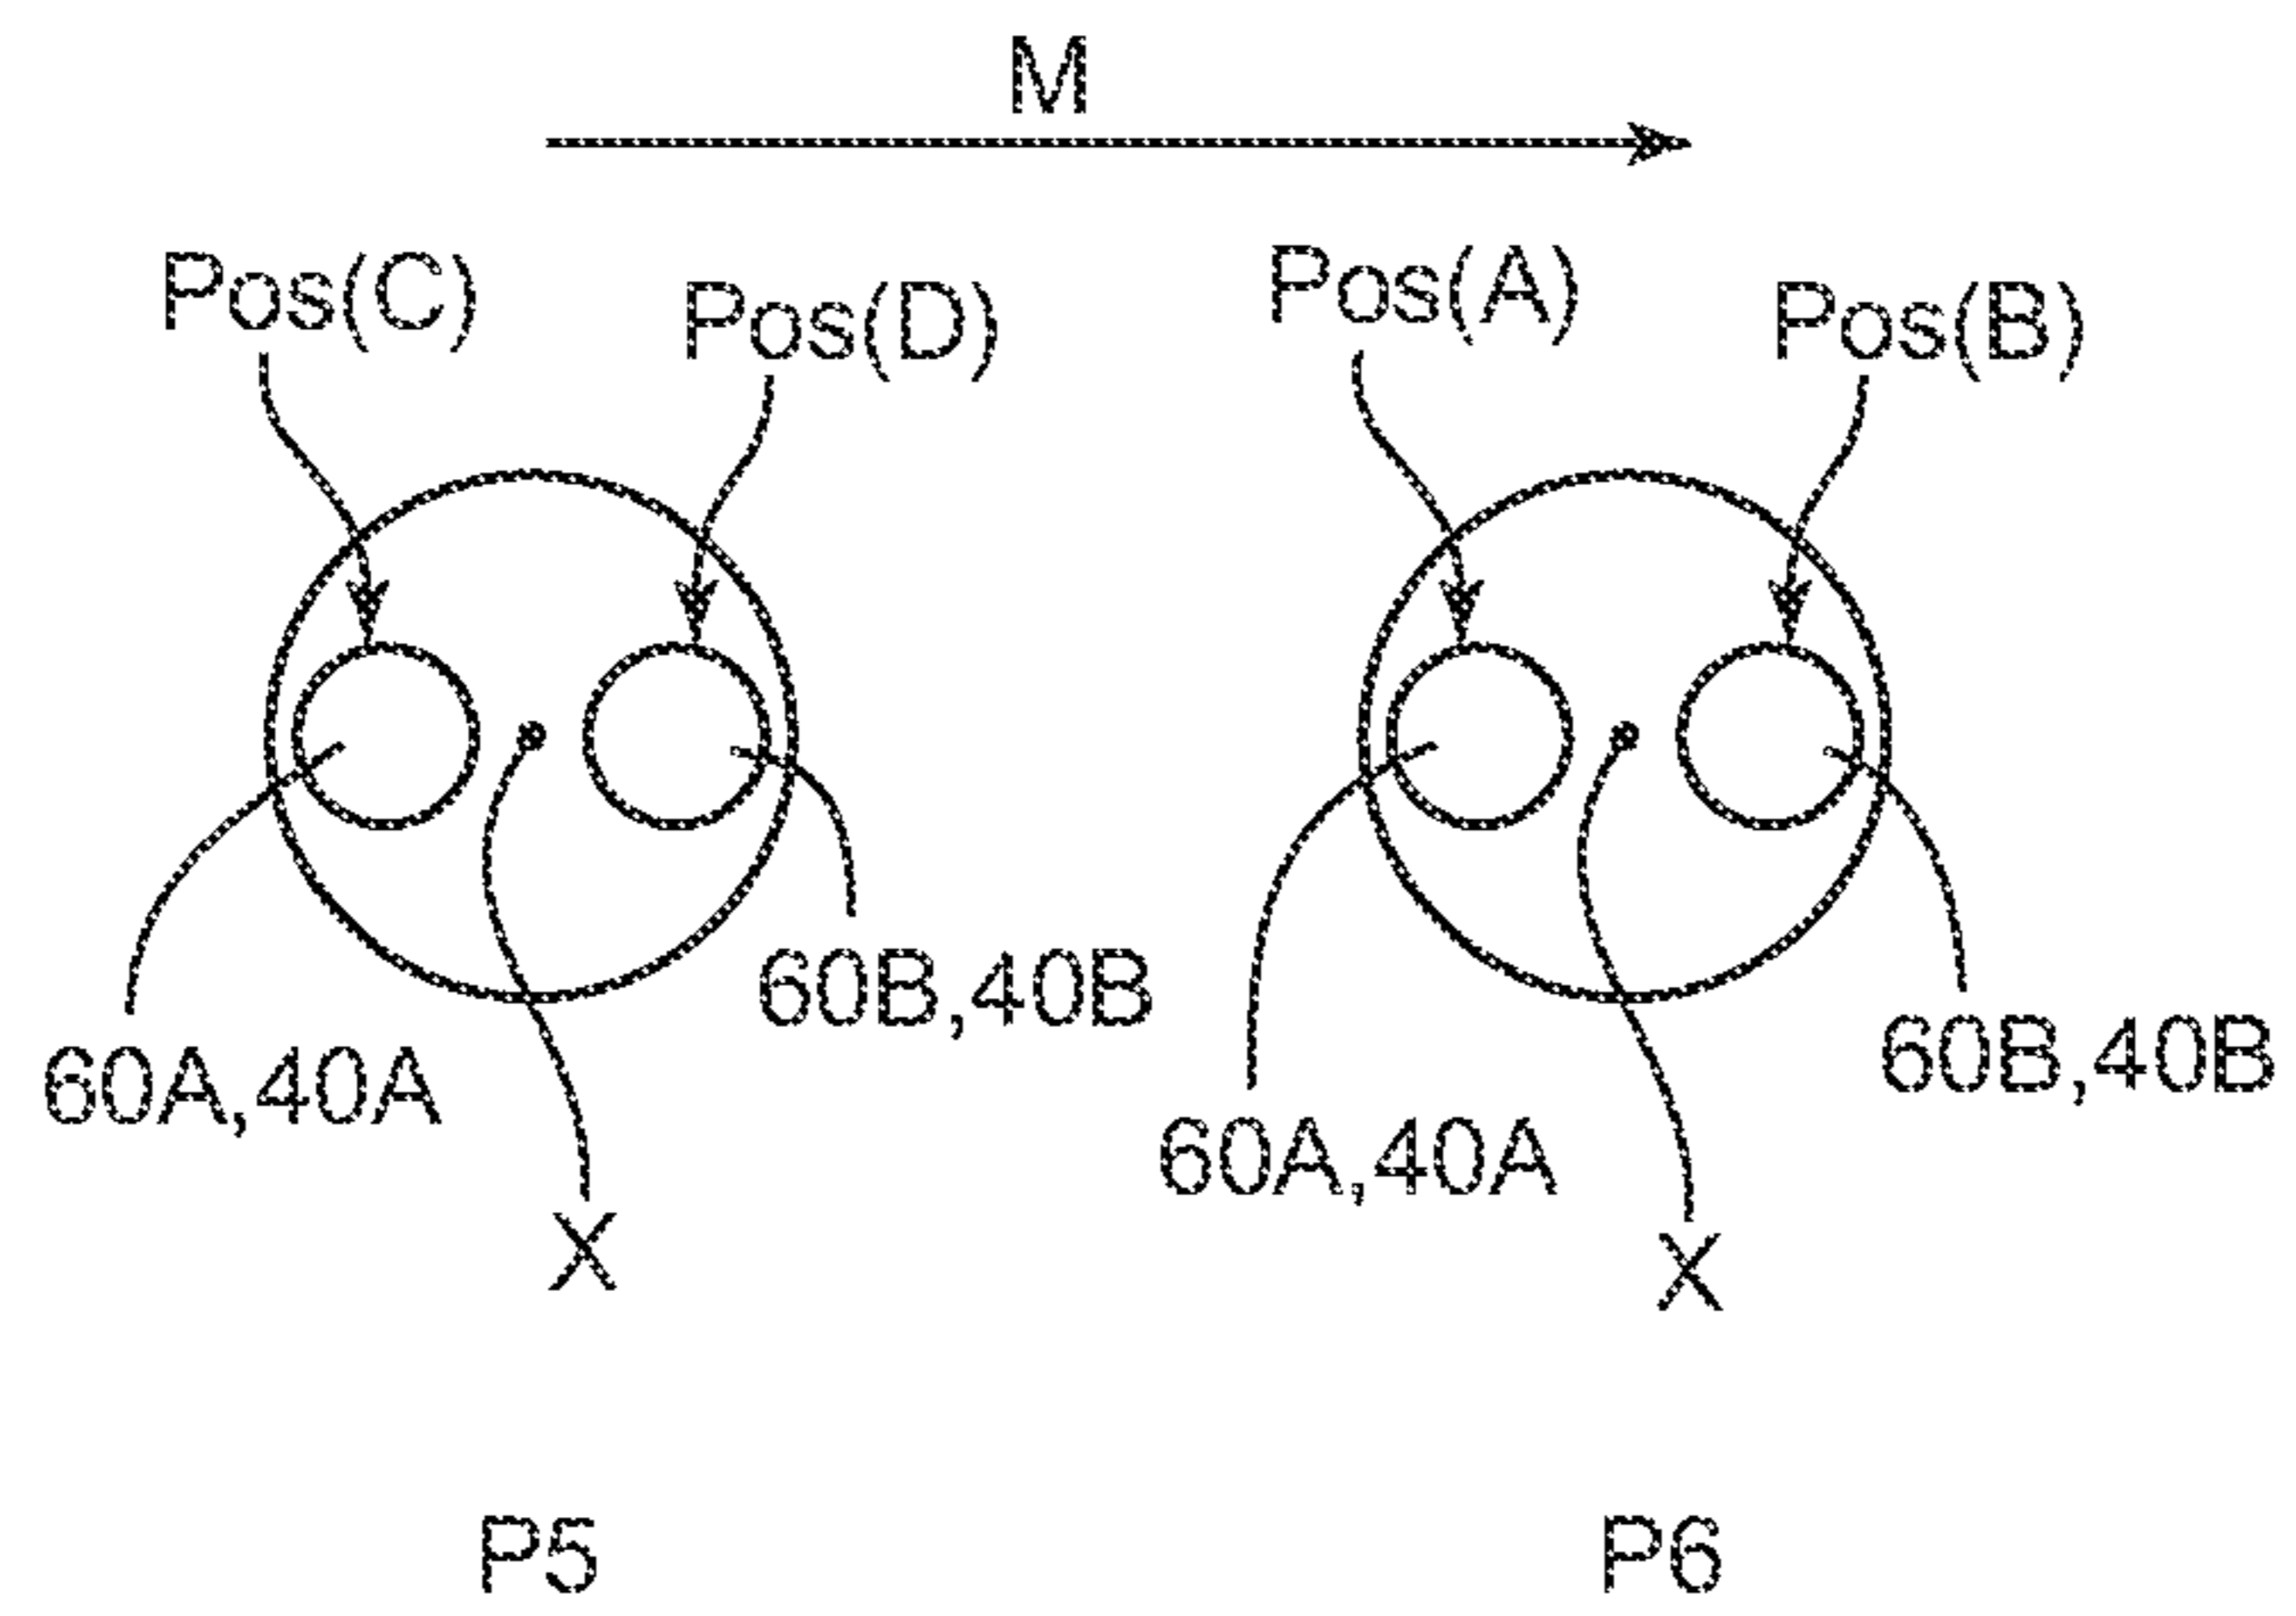 M
Pos(C)
Pos(D)
Pos(A)
Pos(B)
60A,40A
60B,40B
X
60A,40A
60B,40B
X
P5
P6